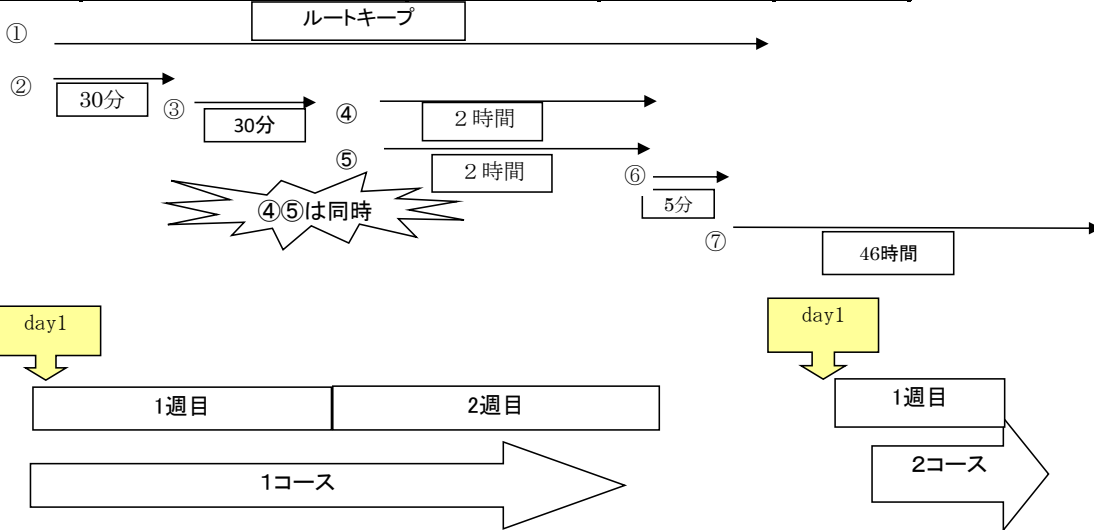 ルートキープ
①
②
30分
③
30分
④
２時間
⑤
２時間
④⑤は同時
⑥
5分
⑦
46時間
day1
day1
1週目
2週目
1週目
1コース
2コース